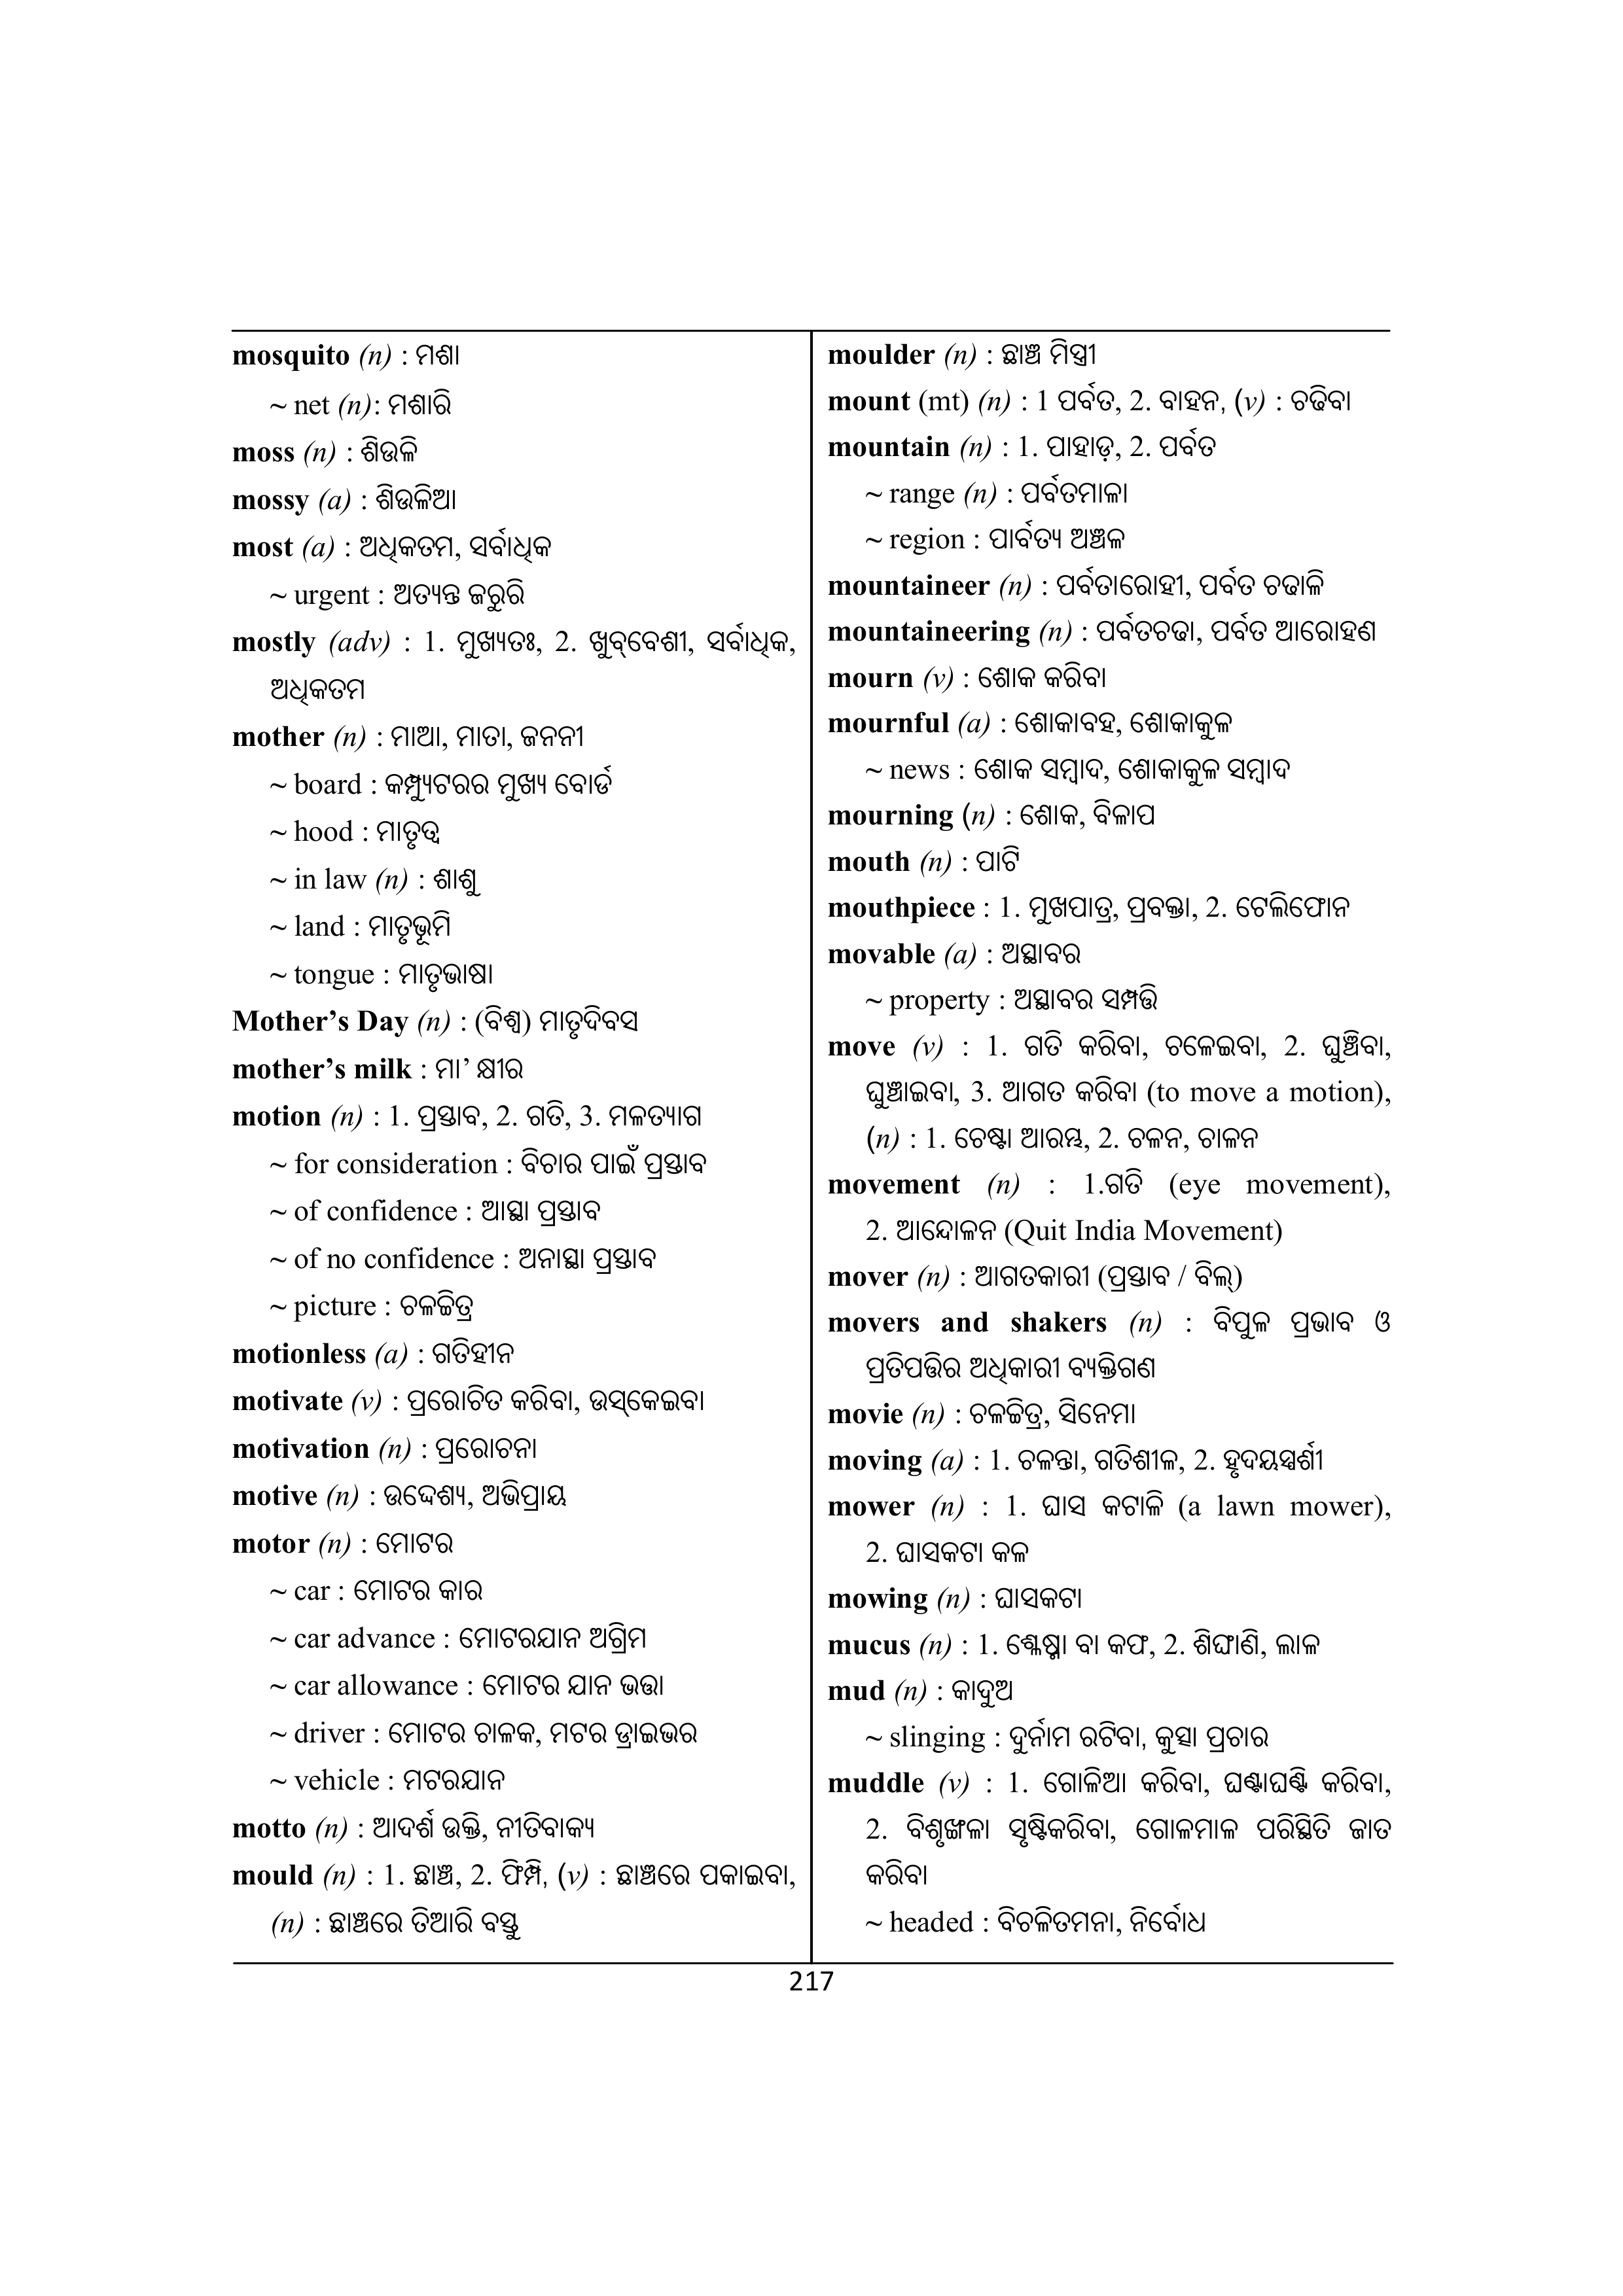 mosquito (n) : ମଶା
~ net (n): ମଶାରି
moss (n) : ଶିଉଳି
mossy (a) : ଶିଉଳିଆ
most (a) : ଅଧିକତମ, ସର୍ବାଧିକ
~ urgent : ଅତ୍ୟନ୍ତ ଜରୁରି
mostly (adv) : 1. ମୁଖ୍ୟତଃ, 2. ଖୁବ୍‌ବେଶୀ, ସର୍ବାଧିକ,
ଅଧିକତମ
mother (n) : ମାଆ, ମାତା, ଜନନୀ
~ board : କମ୍ପ୍ୟୁଟରର ମୁଖ୍ୟ ବୋର୍ଡ
~ hood : ମାତୃତ୍ୱ
~ in law (n) : ଶାଶୁ
~ land : ମାତୃଭୂମି
~ tongue : ମାତୃଭାଷା
Mother’s Day (n) : (ବିଶ୍ୱ) ମାତୃଦିବସ
mother’s milk : ମା’ କ୍ଷୀର
motion (n) : 1. ପ୍ରସ୍ତାବ, 2. ଗତି, 3. ମଳତ୍ୟାଗ
~ for consideration : ବିଚାର ପାଇଁ ପ୍ରସ୍ତାବ
~ of confidence : ଆସ୍ଥା ପ୍ରସ୍ତାବ
~ of no confidence : ଅନାସ୍ଥା ପ୍ରସ୍ତାବ
~ picture : ଚଳଚ୍ଚିତ୍ର
motionless (a) : ଗତିହୀନ
motivate (v) : ପ୍ରରୋଚିତ କରିବା, ଉସ୍‌କେଇବା
motivation (n) : ପ୍ରରୋଚନା
motive (n) : ଉଦ୍ଦେଶ୍ୟ, ଅଭିପ୍ରାୟ
motor (n) : ମୋଟର
~ car : ମୋଟର କାର
~ car advance : ମୋଟରଯାନ ଅଗ୍ରିମ
~ car allowance : ମୋଟର ଯାନ ଭତ୍ତା
~ driver : ମୋଟର ଚାଳକ, ମଟର ଡ୍ରାଇଭର
~ vehicle : ମଟରଯାନ
motto (n) : ଆଦର୍ଶ ଉକ୍ତି, ନୀତିବାକ୍ୟ
mould (n) : 1. ଛାଞ୍ଚ, 2. ଫିମ୍ପି, (v) : ଛାଞ୍ଚରେ ପକାଇବା,
(n) : ଛାଞ୍ଚରେ ତିଆରି ବସ୍ତୁ
moulder (n) : ଛାଞ୍ଚ ମିସ୍ତ୍ରୀ
mount (mt) (n) : 1 ପର୍ବତ, 2. ବାହନ, (v) : ଚଢିବା
mountain (n) : 1. ପାହାଡ଼, 2. ପର୍ବତ
~ range (n) : ପର୍ବତମାଳା
~ region : ପାର୍ବତ୍ୟ ଅଞ୍ଚଳ
mountaineer (n) : ପର୍ବତାରୋହୀ, ପର୍ବତ ଚଢାଳି
mountaineering (n) : ପର୍ବତଚଢା, ପର୍ବତ ଆରୋହଣ
mourn (v) : ଶୋକ କରିବା
mournful (a) : ଶୋକାବହ, ଶୋକାକୁଳ
~ news : ଶୋକ ସମ୍ବାଦ, ଶୋକାକୁଳ ସମ୍ବାଦ
mourning (n) : ଶୋକ, ବିଳାପ
mouth (n) : ପାଟି
mouthpiece : 1. ମୁଖପାତ୍ର, ପ୍ରବକ୍ତା, 2. ଟେଲିଫୋନ
movable (a) : ଅସ୍ଥାବର
~ property : ଅସ୍ଥାବର ସମ୍ପତ୍ତି
move (v) : 1. ଗତି କରିବା, ଚଳେଇବା, 2. ଘୁଞ୍ଚିବା,
ଘୁଞ୍ଚାଇବା, 3. ଆଗତ କରିବା (to move a motion),
(n) : 1. ଚେଷ୍ଟା ଆରମ୍ଭ, 2. ଚଳନ, ଚାଳନ
movement (n) : 1.ଗତି (eye movement),
2. ଆନ୍ଦୋଳନ (Quit India Movement)
mover (n) : ଆଗତକାରୀ (ପ୍ରସ୍ତାବ / ବିଲ୍)
movers and shakers (n) : ବିପୁଳ ପ୍ରଭାବ ଓ
ପ୍ରତିପତ୍ତିର ଅଧିକାରୀ ବ୍ୟକ୍ତିଗଣ
movie (n) : ଚଳଚ୍ଚିତ୍ର, ସିନେମା
moving (a) : 1. ଚଳନ୍ତା, ଗତିଶୀଳ, 2. ହୃଦୟସ୍ପର୍ଶୀ
mower (n) : 1. ଘାସ କଟାଳି (a lawn mower),
2. ଘାସକଟା କଳ
mowing (n) : ଘାସକଟା
mucus (n) : 1. ଶ୍ଳେଷ୍ମା ବା କଫ, 2. ଶିଙ୍ଘାଣି, ଲାଳ
mud (n) : କାଦୁଅ
~ slinging : ଦୁର୍ନାମ ରଟିବା, କୁତ୍ସା ପ୍ରଚାର
muddle (v) : 1. ଗୋଳିଆ କରିବା, ଘଣ୍ଟାଘଣ୍ଟି କରିବା,
2. ବିଶୃଙ୍ଖଳା ସୃଷ୍ଟିକରିବା, ଗୋଳମାଳ ପରିସ୍ଥିତି ଜାତ
କରିବା
~ headed : ବିଚଳିତମନା, ନିର୍ବୋଧ
217